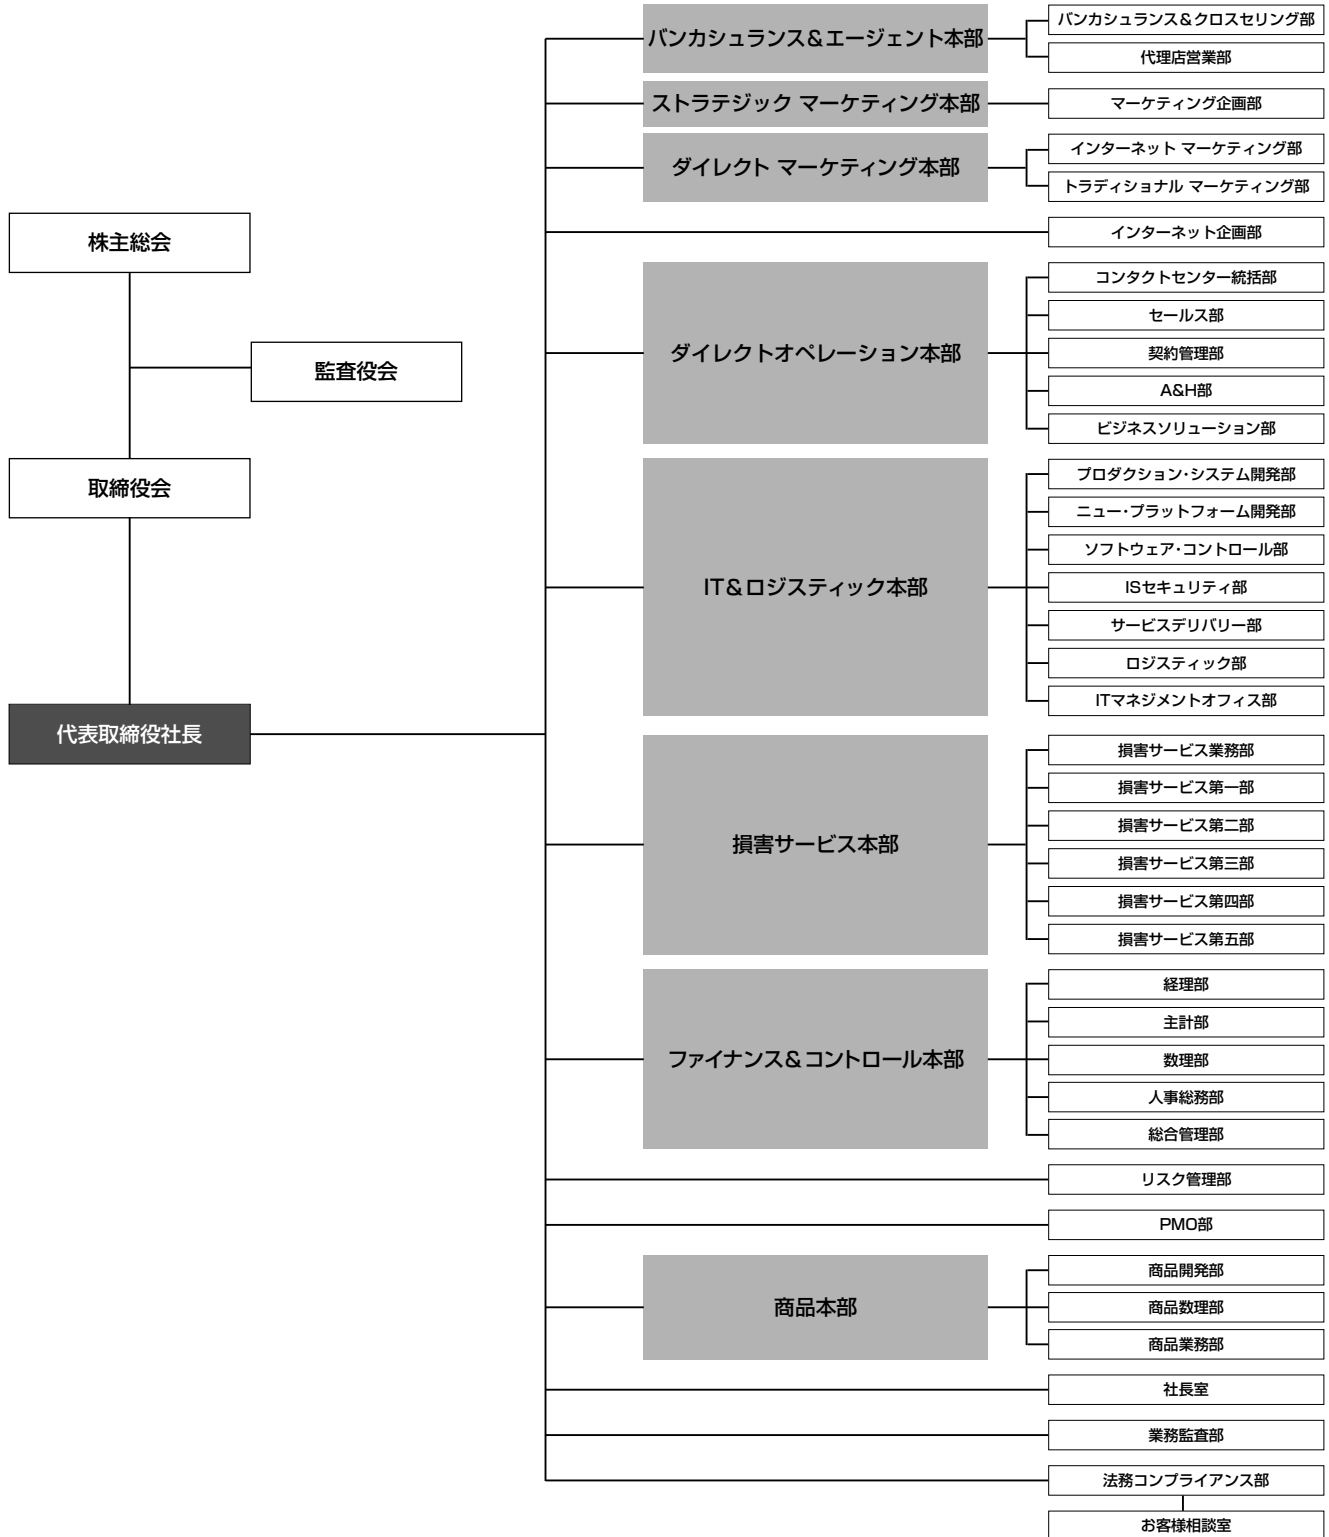 株主総会
監査役会
取締役会
代表取締役社長
バンカシュランス&エージェント本部
バンカシュランス&クロスセリング部
代理店営業部
ストラテジック マーケティング本部
マーケティング企画部
ダイレクト マーケティング本部
インターネット マーケティング部
トラディショナル マーケティング部
インターネット企画部
ダイレクトオペレーション本部
コンタクトセンター統括部
セールス部
契約管理部
A&H部
ビジネスソリューション部
IT&ロジスティック本部
プロダクション・システム開発部
ニュー・プラットフォーム開発部
ソフトウェア・コントロール部
ISセキュリティ部
サービスデリバリー部
ロジスティック部
ITマネジメントオフィス部
損害サービス本部
損害サービス業務部
損害サービス第一部
損害サービス第二部
損害サービス第三部
損害サービス第四部
損害サービス第五部
ファイナンス&コントロール本部
経理部
主計部
数理部
人事総務部
総合管理部
リスク管理部
PMO部
商品本部
商品開発部
商品数理部
商品業務部
社長室
業務監査部
法務コンプライアンス部
お客様相談室